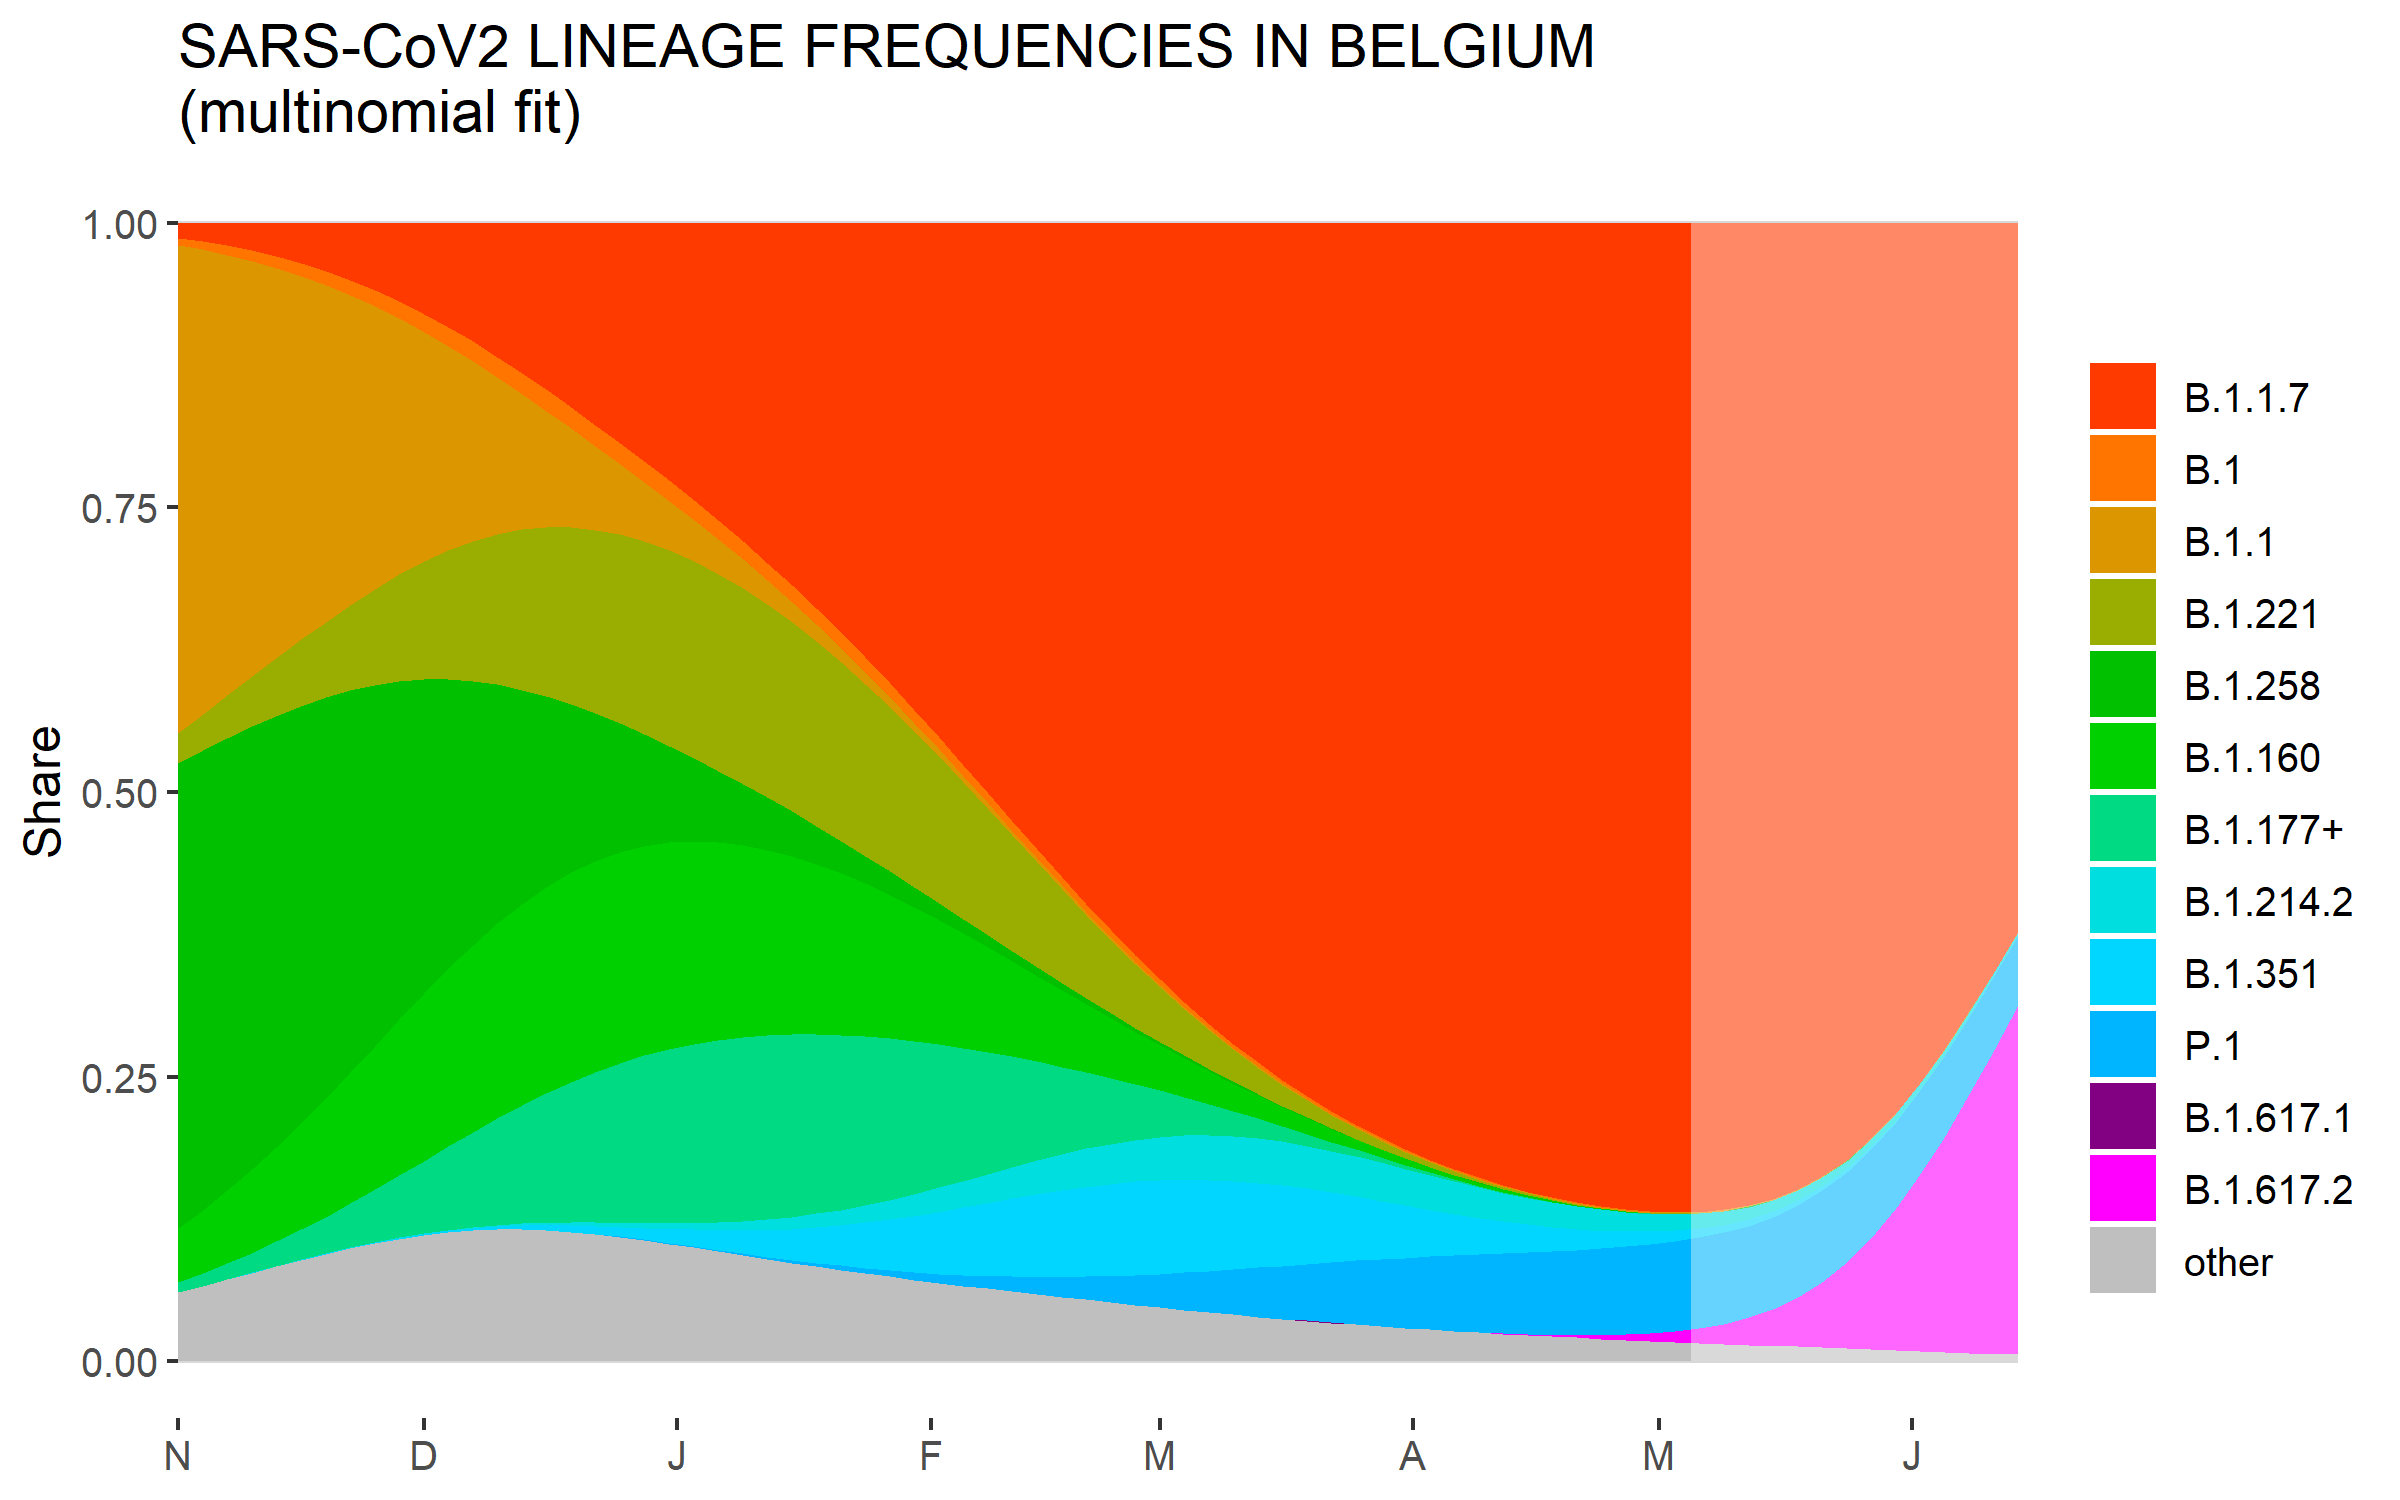 SARS-CoV2 LINEAGE FREQUENCIES IN BELGIUM
(multinomial fit)
Share
1.00
0.75
0.50
0.25
0.00
N D J F M A M J
B.1.1.7
B.1
B.1.1
B.1.221
B.1.258
B.1.160
B.1.177+
B.1.214.2
B.1.351
P.1
B.1.617.1
B.1.617.2
other